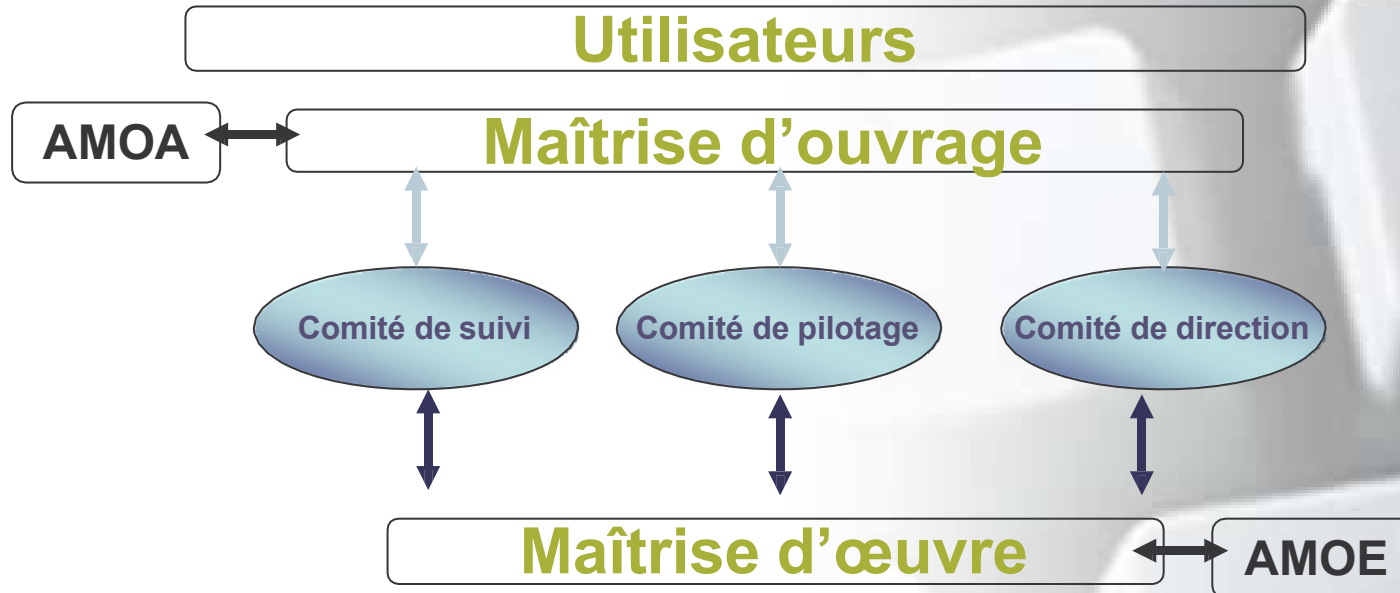 Utilisateurs
AMOA
Maîtrise d’ouvrage
Comité de suivi
Comité de pilotage
Comité de direction
Maîtrise d’œuvre
AMOE